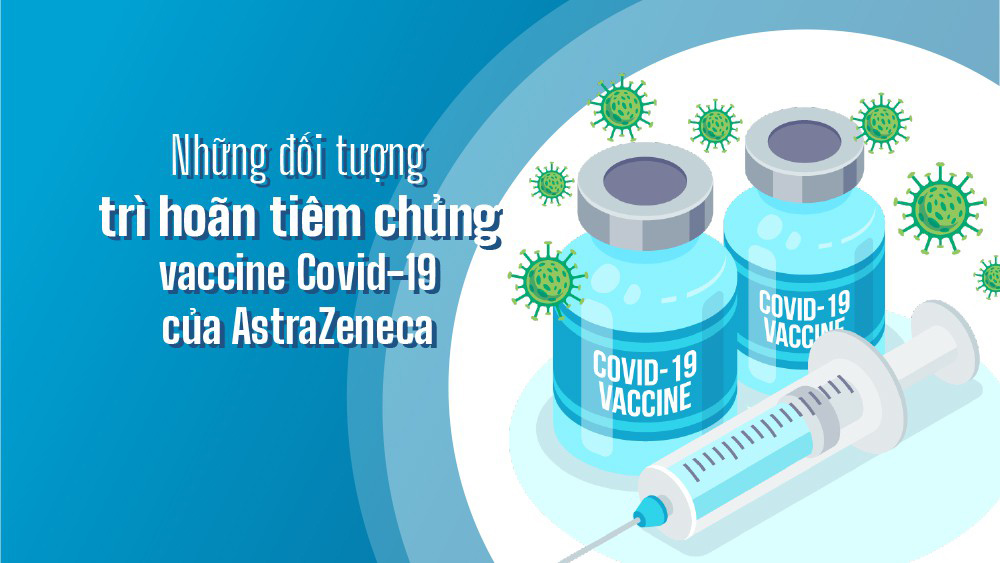 Những đối tượng
trì hoãn tiêm chủng
vaccine Covid-19
của AstraZeneca
COVID-19
VACCINE
COVID-19
VACCINE